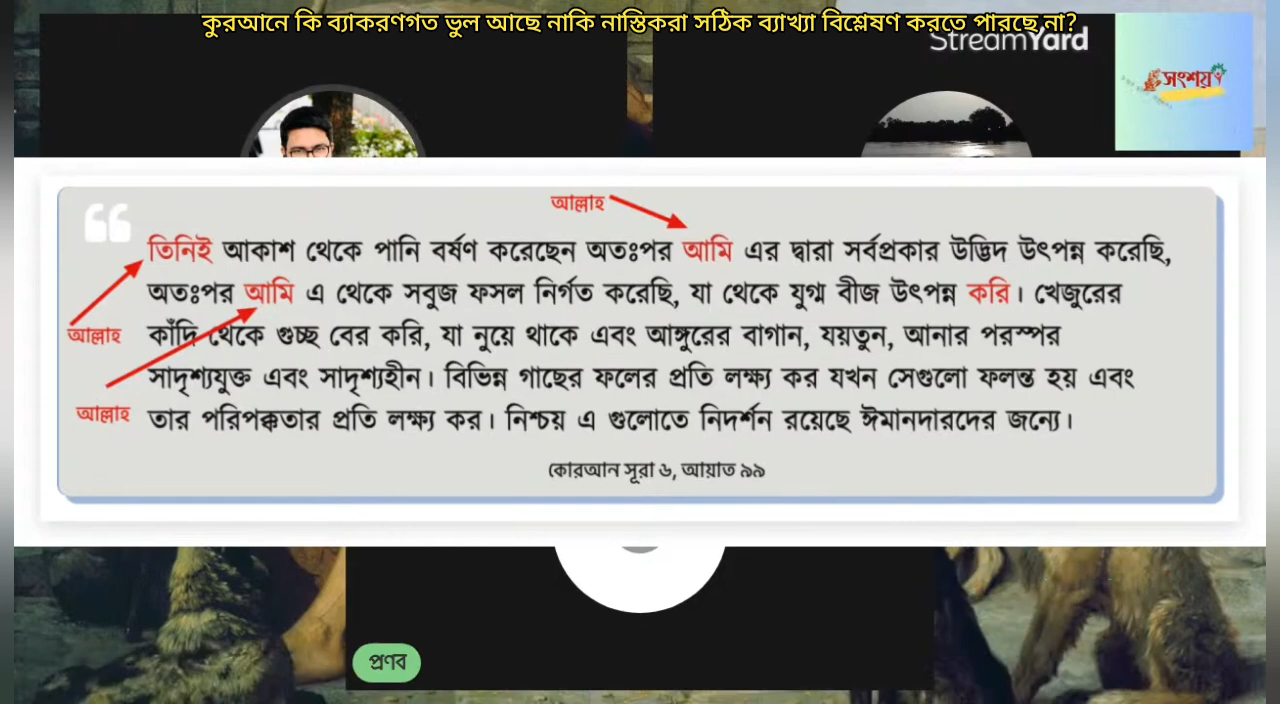 কুরআনে কি ব্যাকরণগত ভুল আছে নাকি নাস্তিকরা সঠিক ব্যাখ্যা বিশ্লেষণ করতে পারছে না?
StreamYard
সংশয়
আল্লাহ
তিনিই আকাশ থেকে পানি বর্ষণ করেছেন অতঃপর আমি এর দ্বারা সর্বপ্রকার উদ্ভিদ উৎপন্ন করেছি,
অতঃপর আমি এ থেকে সবুজ ফসল নির্গত করেছি, যা থেকে যুগ্ম বীজ উৎপন্ন করি। খেজুরের
আল্লাহ
কাঁদি থেকে গুচ্ছ বের করি, যা নুয়ে থাকে এবং আঙ্গুরের বাগান, যয়তুন, আনার পরস্পর
সাদৃশ্যযুক্ত এবং সাদৃশ্যহীন। বিভিন্ন গাছের ফলের প্রতি লক্ষ্য কর যখন সেগুলো ফলন্ত হয় এবং
আল্লাহ
তার পরিপক্কতার প্রতি লক্ষ্য কর। নিশ্চয় এ গুলোতে নিদর্শন রয়েছে ঈমানদারদের জন্যে।
কোরআন সূরা ৬, আয়াত ৯৯
প্রণব